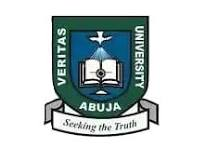 VERITAS
UNIVERSITY
ABUJA
Seeking the Truth